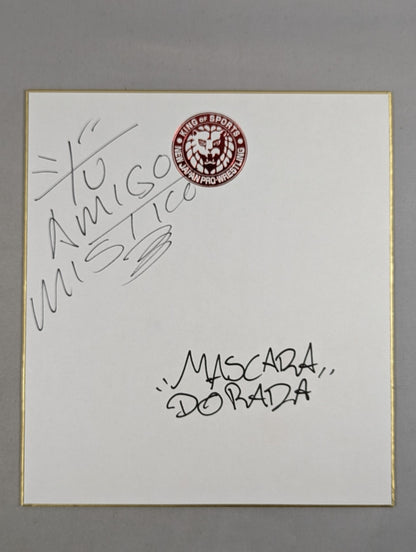 "TU"
AMIGO
MISTICO
KING OF SPORTS
NEW JAPAN PRO-WRESTLING
"MASCARA
DORADA"